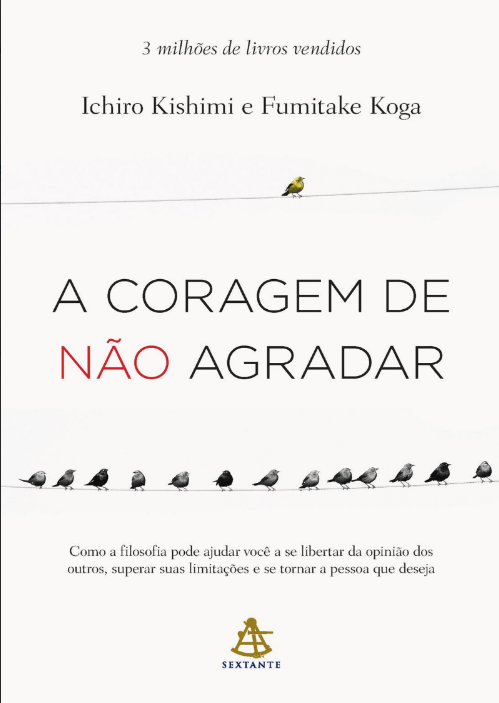 3 milhões de livros vendidos
Ichiro Kishimi e Fumitake Koga
A CORAGEM DE
NÃO AGRADAR
Como a filosofia pode ajudar você a se libertar da opinião dos
outros, superar suas limitações e se tornar a pessoa que deseja
SEXTANTE